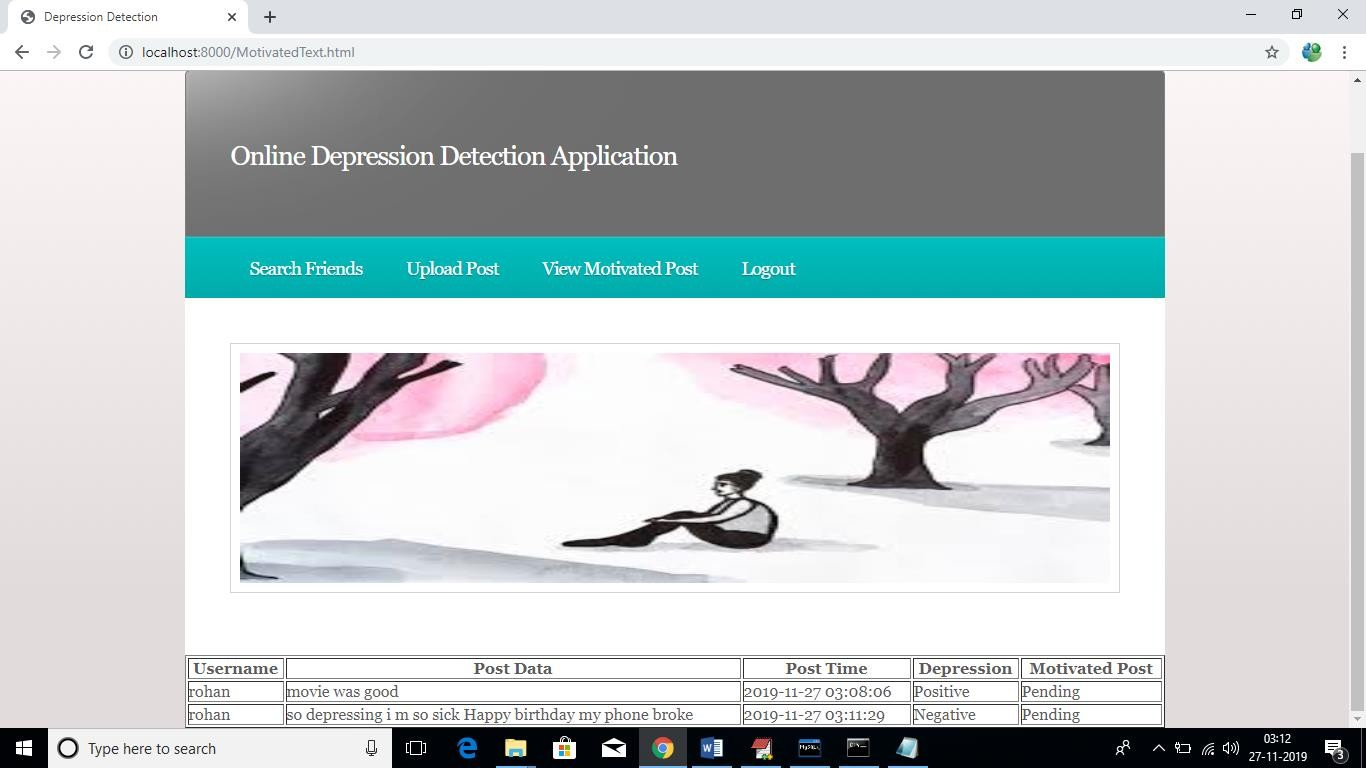 Depression Detection
localhost:8000/MotivatedText.html
Online Depression Detection Application
Search Friends Upload Post View Motivated Post Logout
Username Post Data Post Time Depression Motivated Post
rohan movie was good 2019-11-27 03:08:06 Positive Pending
rohan so depressing i m so sick Happy birthday my phone broke 2019-11-27 03:11:29 Negative Pending
Type here to search
03:12
27-11-2019
3